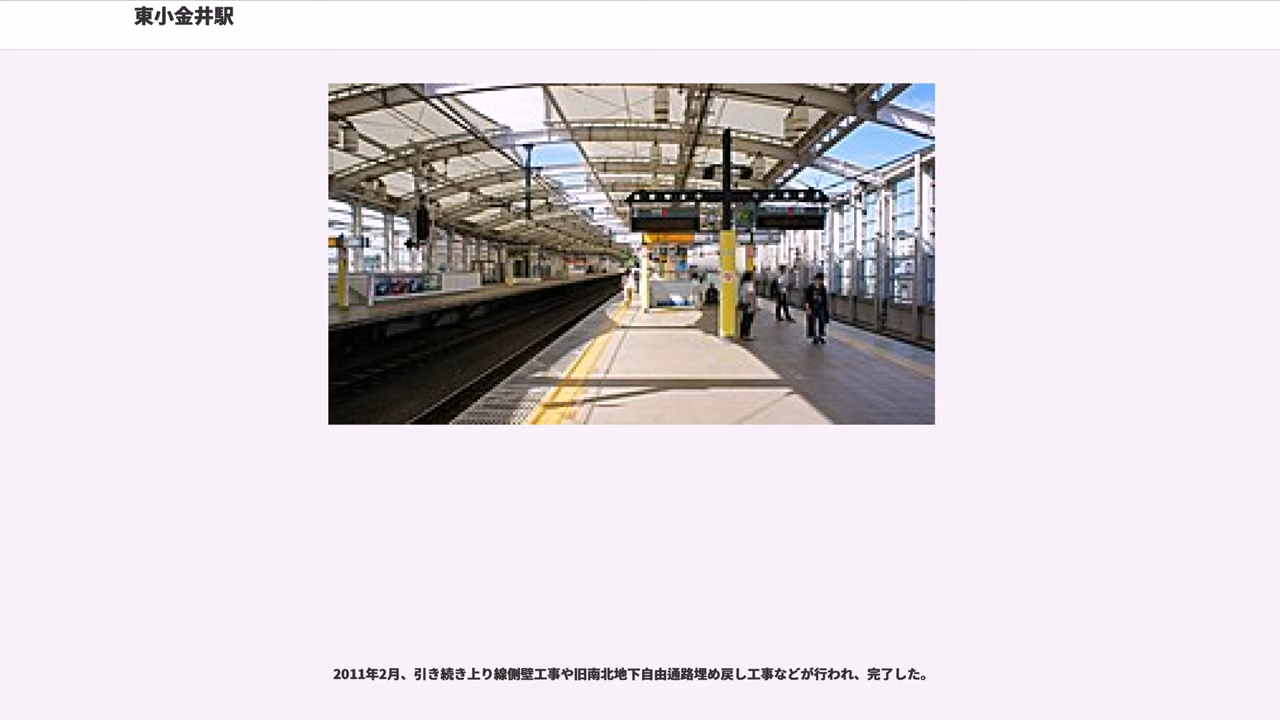 東小金井駅
2011年2月、引き続き上り線側壁工事や旧南北地下自由通路埋め戻し工事などが行われ、完了した。